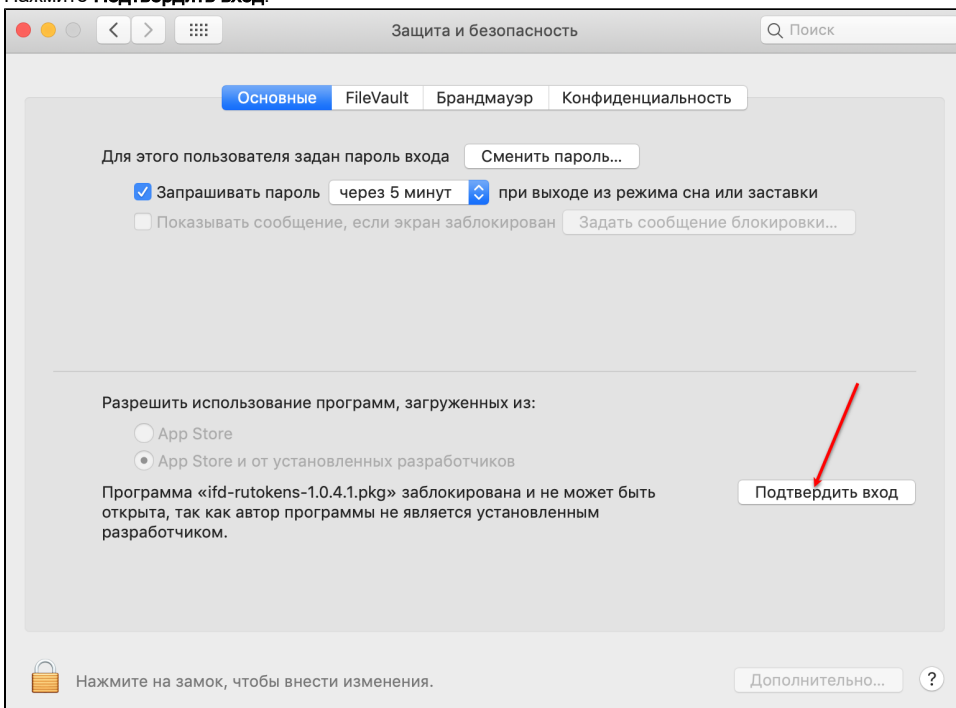 Нажмите Подтвердить вход.
Защита и безопасность
Поиск
Основные FileVault Брандмауэр Конфиденциальность
Для этого пользователя задан пароль входа Сменить пароль...
Запрашивать пароль через 5 минут при выходе из режима сна или заставки
Показывать сообщение, если экран заблокирован Задать сообщение блокировки...
Разрешить использование программ, загруженных из:
App Store
App Store и от установленных разработчиков
Программа «ifd-rutokens-1.0.4.1.pkg» заблокирована и не может быть
открыта, так как автор программы не является установленным
разработчиком.
Подтвердить вход
Нажмите на замок, чтобы внести изменения.
Дополнительно...
?